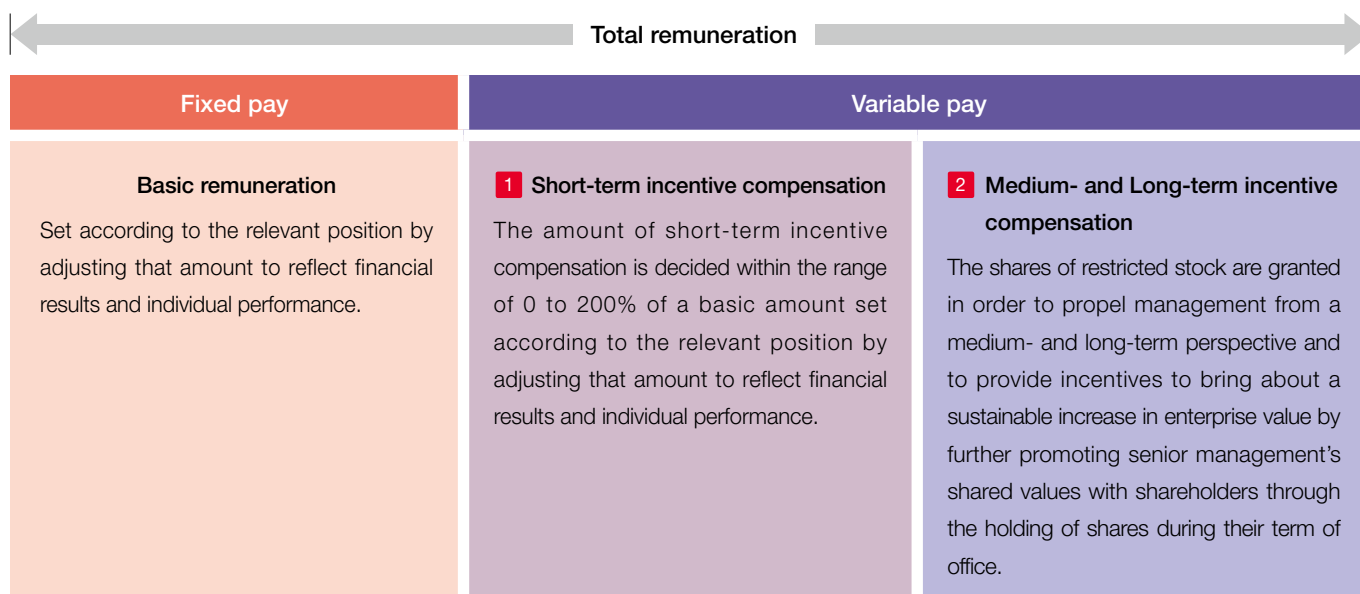 Total remuneration
Fixed pay
Variable pay
Basic remuneration
Set according to the relevant position by
adjusting that amount to reflect financial
results and individual performance.
1 Short-term incentive compensation
The amount of short-term incentive
compensation is decided within the range
of 0 to 200% of a basic amount set
according to the relevant position by
adjusting that amount to reflect financial
results and individual performance.
2 Medium- and Long-term incentive
compensation
The shares of restricted stock are granted
in order to propel management from a
medium- and long-term perspective and
to provide incentives to bring about a
sustainable increase in enterprise value by
further promoting senior management’s
shared values with shareholders through
the holding of shares during their term of
office.